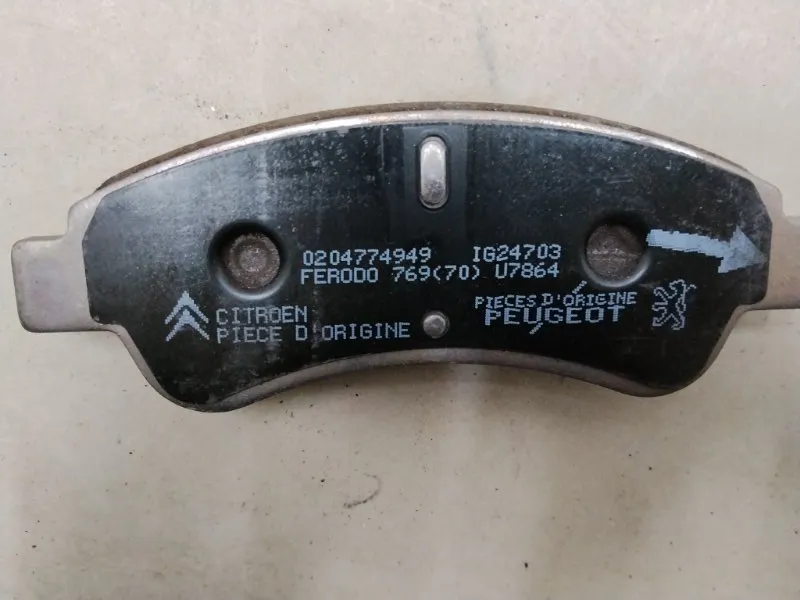 0204774949 IG24703
FERODO 769(70) U7864
CITROEN
PIECE D'ORIGINE
PIECES D'ORIGINE
PEUGEOT